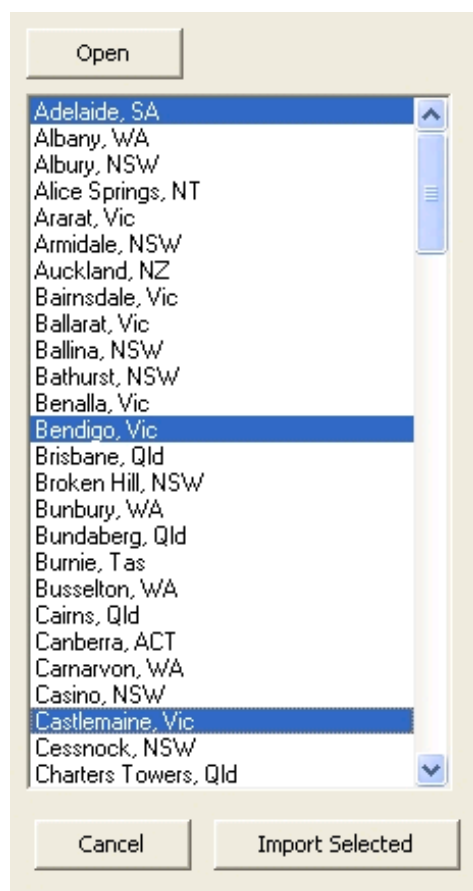 Open
Adelaide, SA
Albany, WA
Albury, NSW
Alice Springs, NT
Ararat, Vic
Armidale, NSW
Auckland, NZ
Bairnsdale, Vic
Ballarat, Vic
Ballina, NSW
Bathurst, NSW
Benalla, Vic
Bendigo, Vic
Brisbane, Qld
Broken Hill, NSW
Bunbury, WA
Bundaberg, Qld
Burnie, Tas
Busselton, WA
Cairns, Qld
Canberra, ACT
Carnarvon, WA
Casino, NSW
Castlemaine, Vic
Cessnock, NSW
Charters Towers, Qld
Cancel
Import Selected